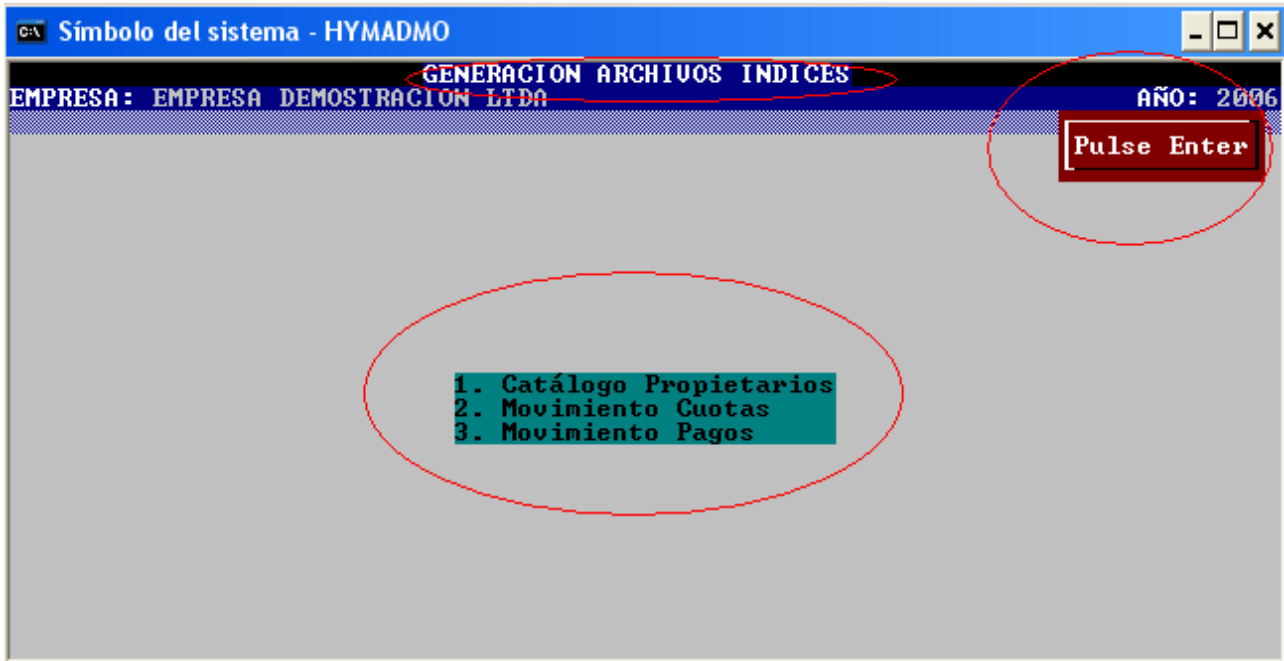 Símbolo del sistema - HYMADMO
GENERACION ARCHIVOS INDICES
EMPRESA: EMPRESA DEMOSTRACION LTDA AÑO: 2006
Pulse Enter
1. Catálogo Propietarios
2. Movimiento Cuotas
3. Movimiento Pagos